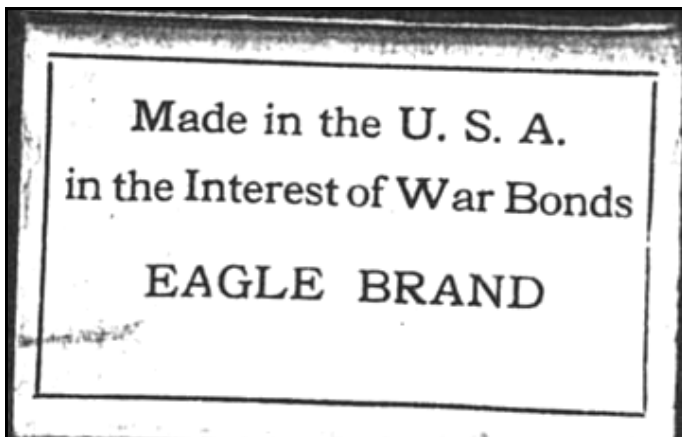 Made in the U. S. A.
in the Interest of War Bonds
EAGLE BRAND